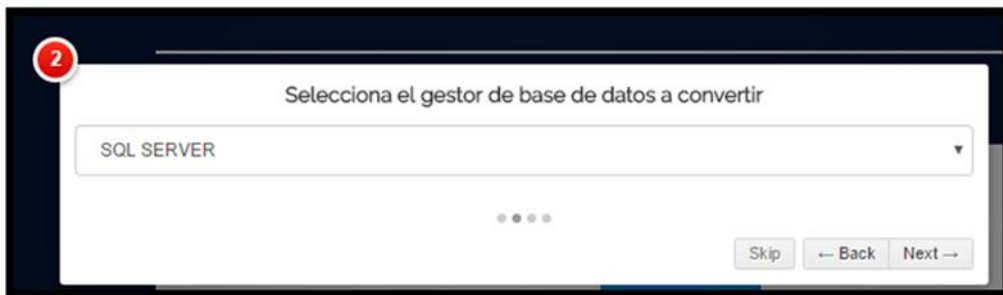 2
Selecciona el gestor de base de datos a convertir
SQL SERVER
Skip
← Back
Next →